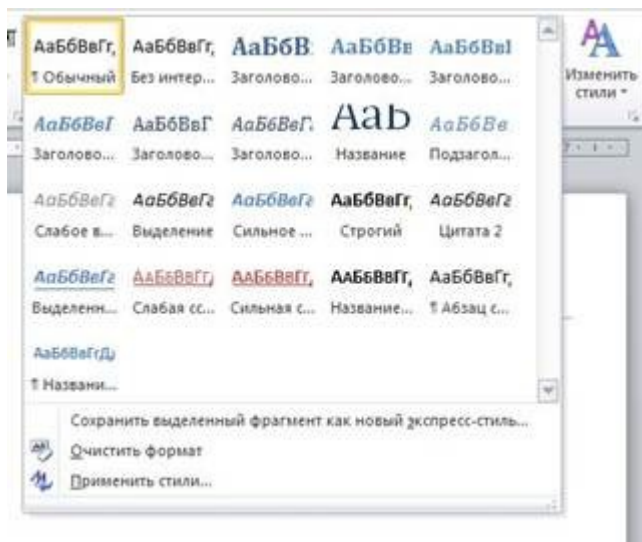 АаБбВвГг, АаБбВвГг, АаБбВ АаБбВв АаБбВвІ
¶ Обычный Без интер... Заголово... Заголово... Заголово...
АаБбВвГ АаБбВвГ АаБбВвГ. АаЬ АаБбВв
Заголово... Заголово... Заголово... Название Подзагол...
АаБбВвГг АаБбВвГг АаБбВвГг АаБбВвГг, АаБбВвГг
Слабое в... Выделение Сильное ... Строгий Цитата 2
АаБбВвГг АаБбВвГг, АаБбВвГг, АаБбВвГг, АаБбВвГг,
Выделенн... Слабая сс... Сильная с... Название... ¶ Абзац с...
АаБбВвГгДд
¶ Названи...
Сохранить выделенный фрагмент как новый экспресс-стиль...
Очистить формат
Применить стили...
Изменить
стили